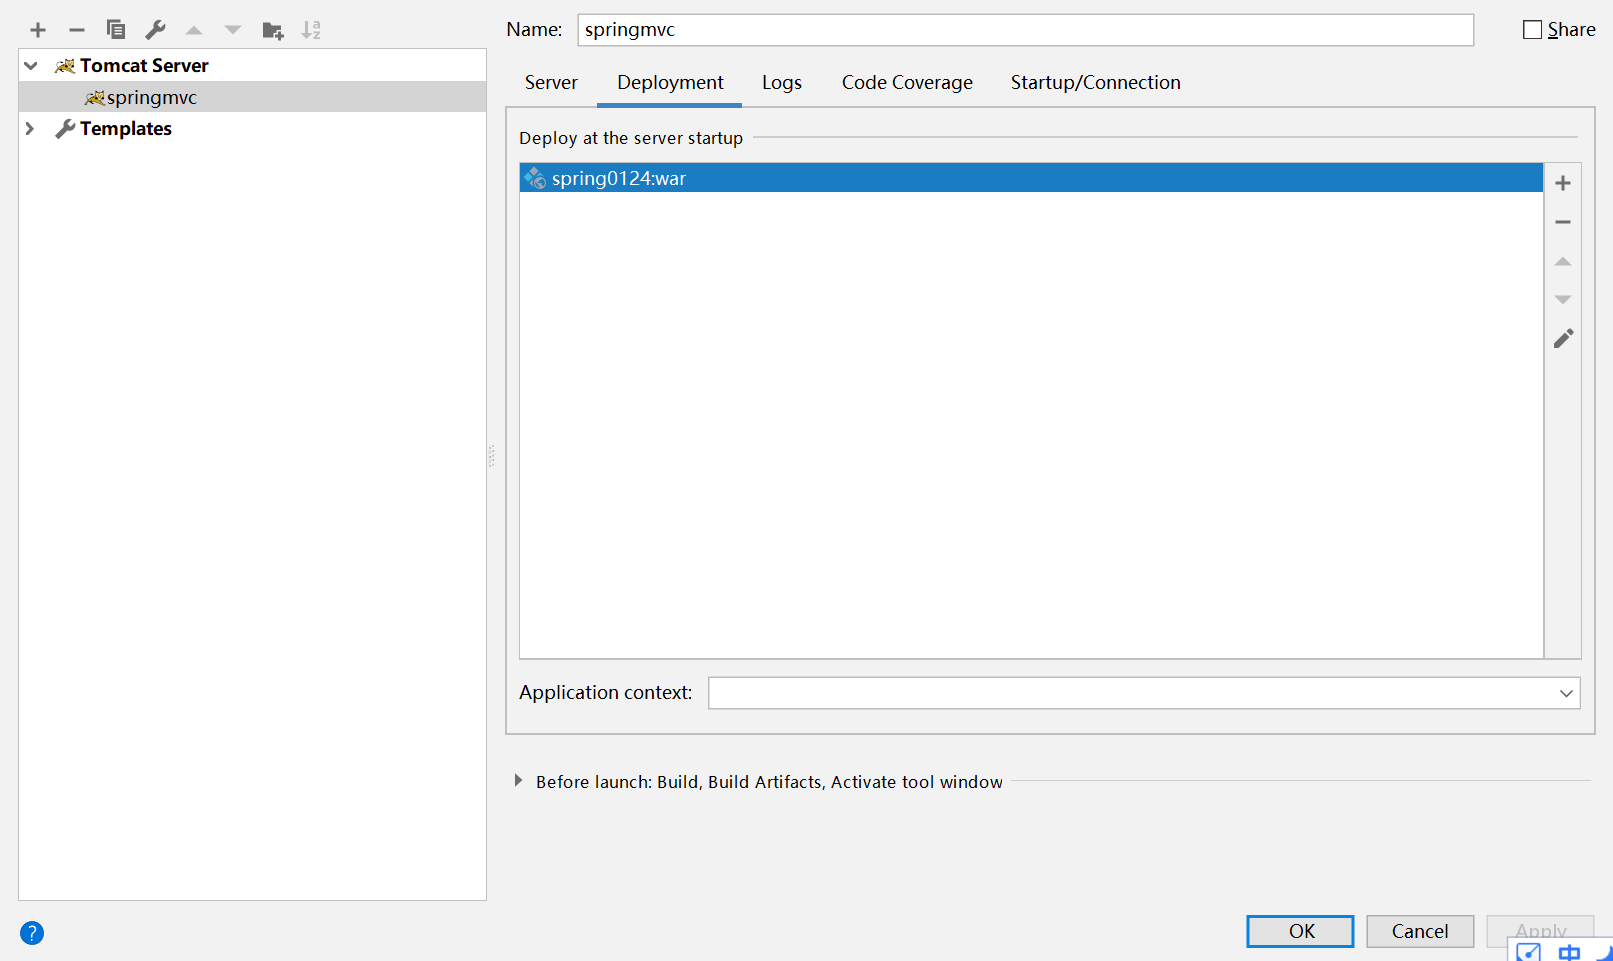 Name: springmvc Share
Tomcat Server
springmvc
Templates
Server Deployment Logs Code Coverage Startup/Connection
Deploy at the server startup
spring0124:war
Application context:
Before launch: Build, Build Artifacts, Activate tool window
?
OK Cancel Apply
中